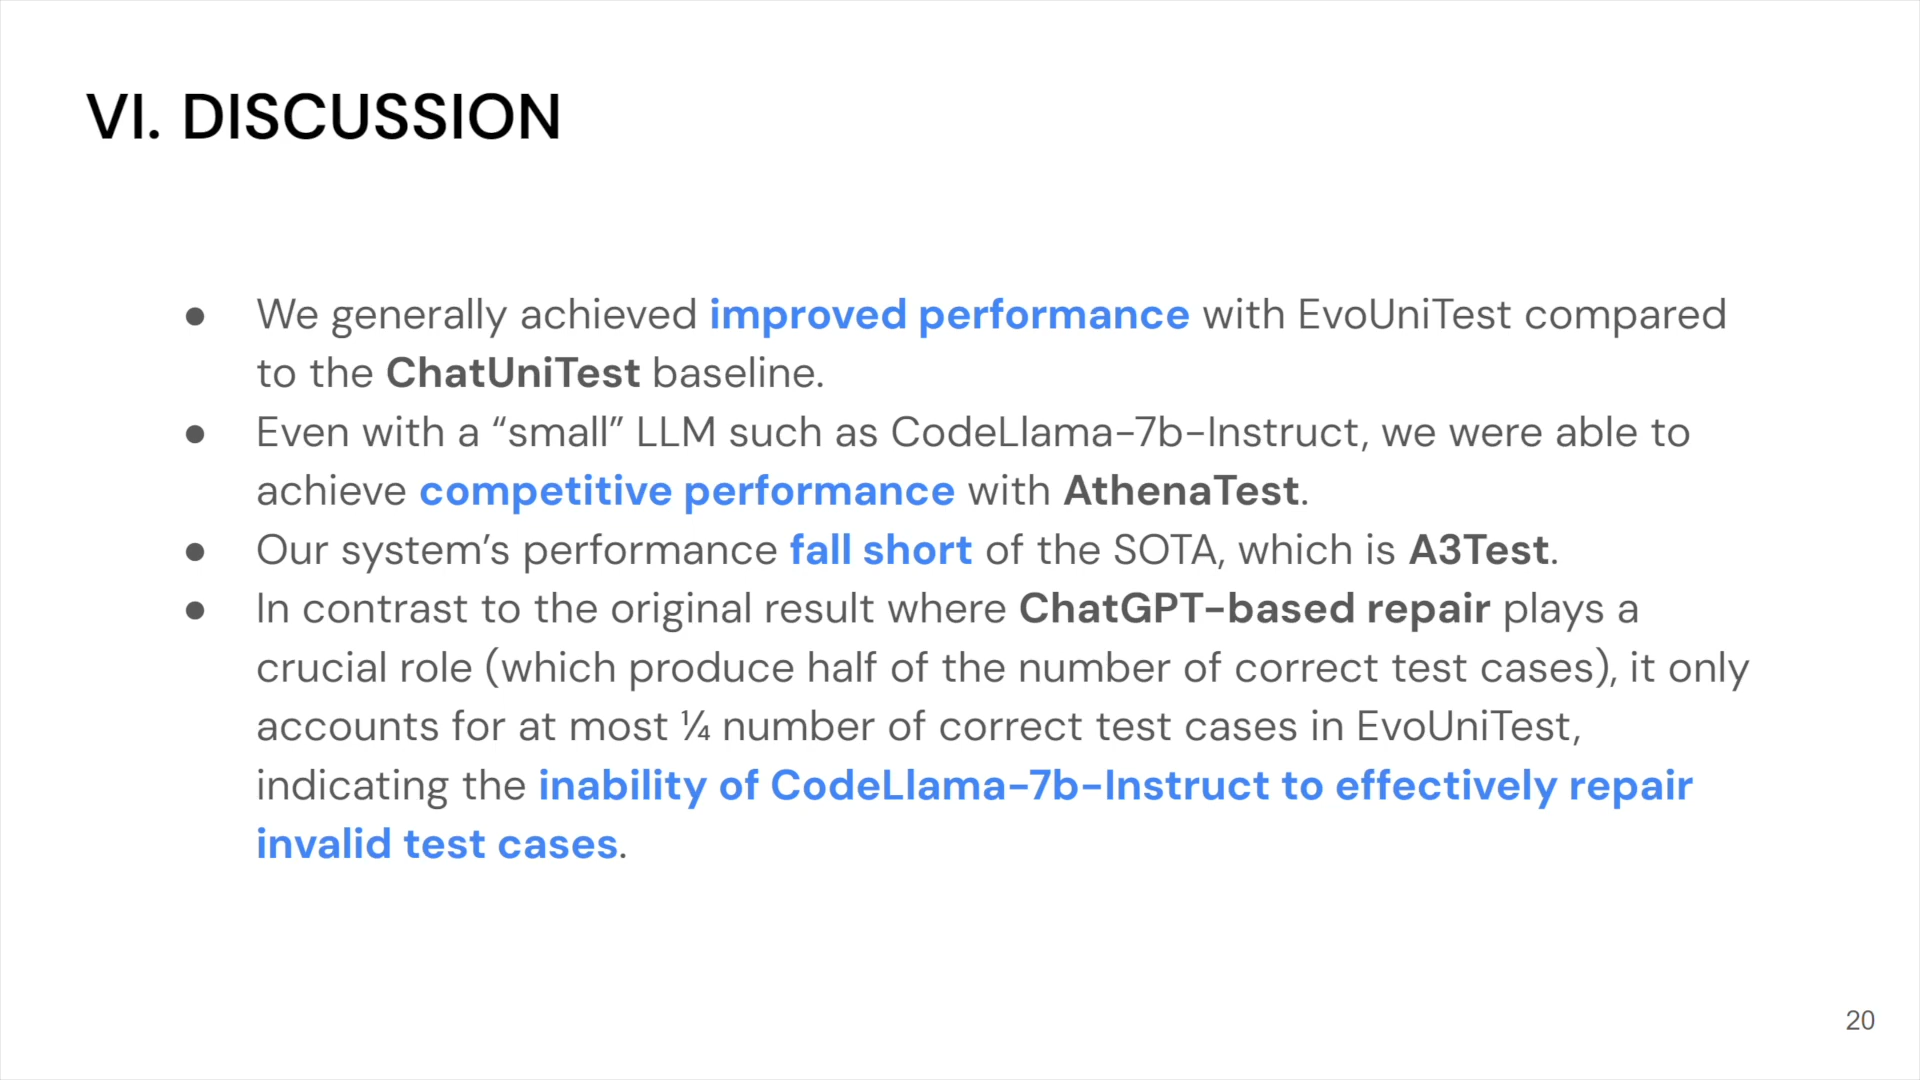 VI. DISCUSSION
● We generally achieved improved performance with EvoUniTest compared
to the ChatUniTest baseline.
● Even with a “small” LLM such as CodeLlama-7b-Instruct, we were able to
achieve competitive performance with AthenaTest.
● Our system’s performance fall short of the SOTA, which is A3Test.
● In contrast to the original result where ChatGPT-based repair plays a
crucial role (which produce half of the number of correct test cases), it only
accounts for at most ¼ number of correct test cases in EvoUniTest,
indicating the inability of CodeLlama-7b-Instruct to effectively repair
invalid test cases.
20